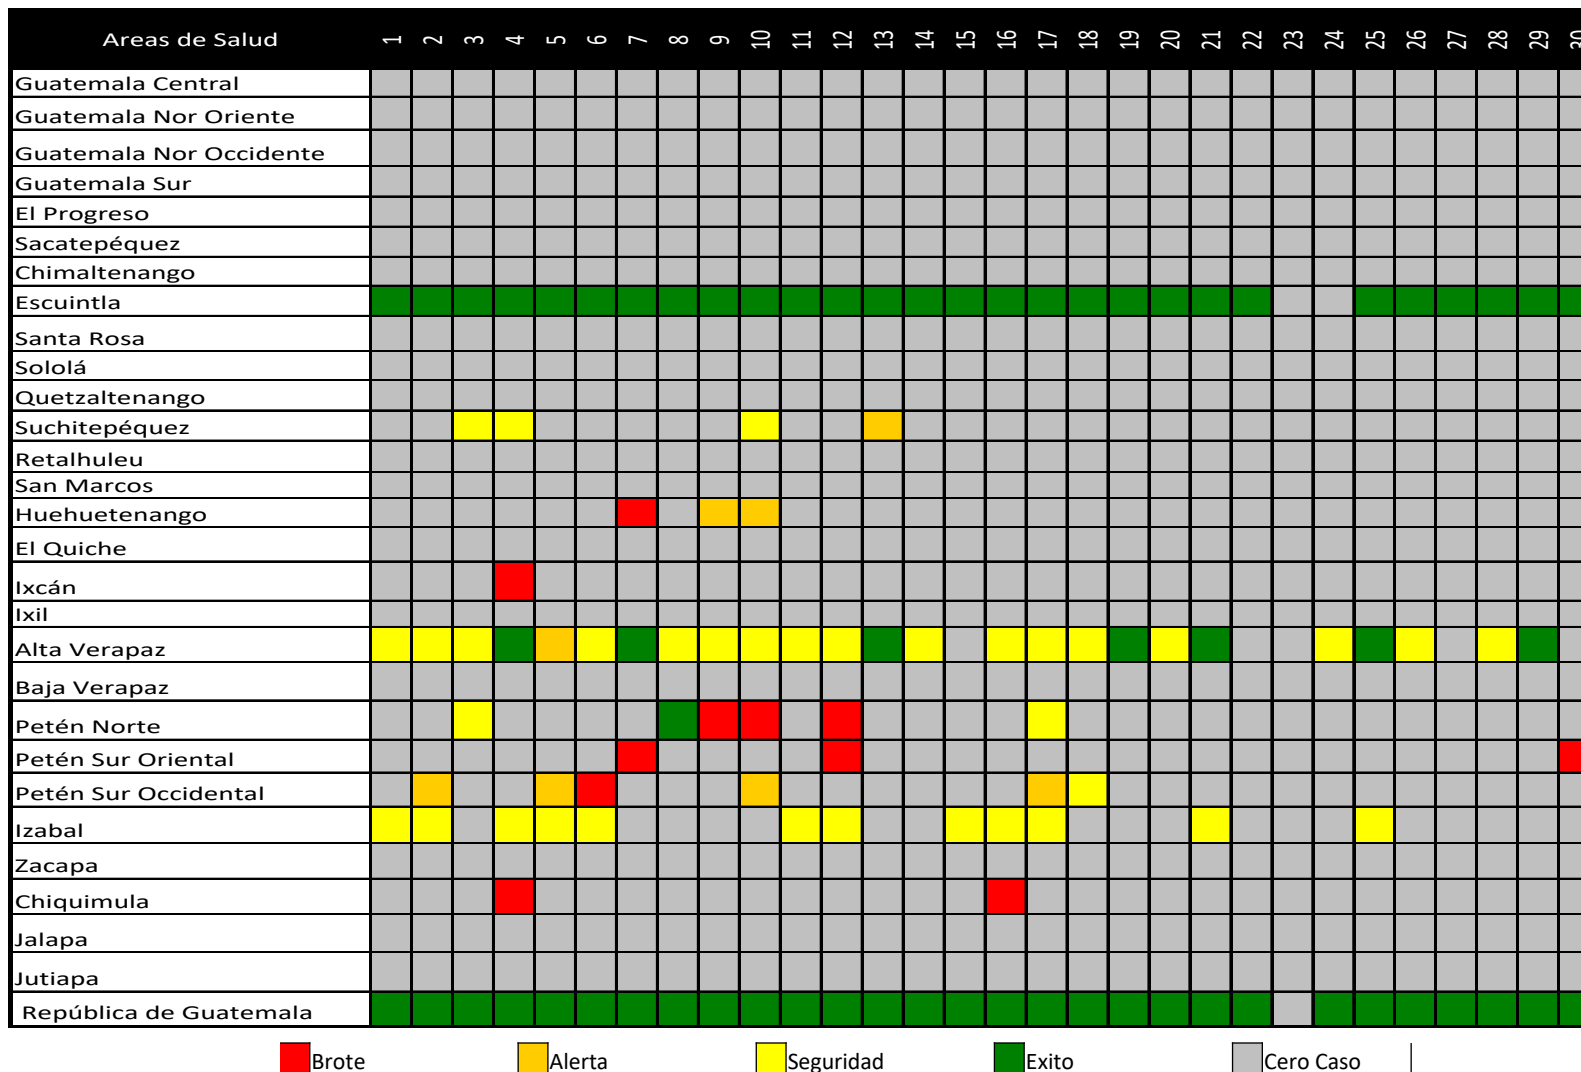 Areas de Salud 1 2 3 4 5 6 7 8 9 10 11 12 13 14 15 16 17 18 19 20 21 22 23 24 25 26 27 28 29 30
Guatemala Central
Guatemala Nor Oriente
Guatemala Nor Occidente
Guatemala Sur
El Progreso
Sacatepéquez
Chimaltenango
Escuintla
Santa Rosa
Sololá
Quetzaltenango
Suchitepéquez
Retalhuleu
San Marcos
Huehuetenango
El Quiche
Ixcán
Ixil
Alta Verapaz
Baja Verapaz
Petén Norte
Petén Sur Oriental
Petén Sur Occidental
Izabal
Zacapa
Chiquimula
Jalapa
Jutiapa
República de Guatemala
Brote Alerta Seguridad Exito Cero Caso